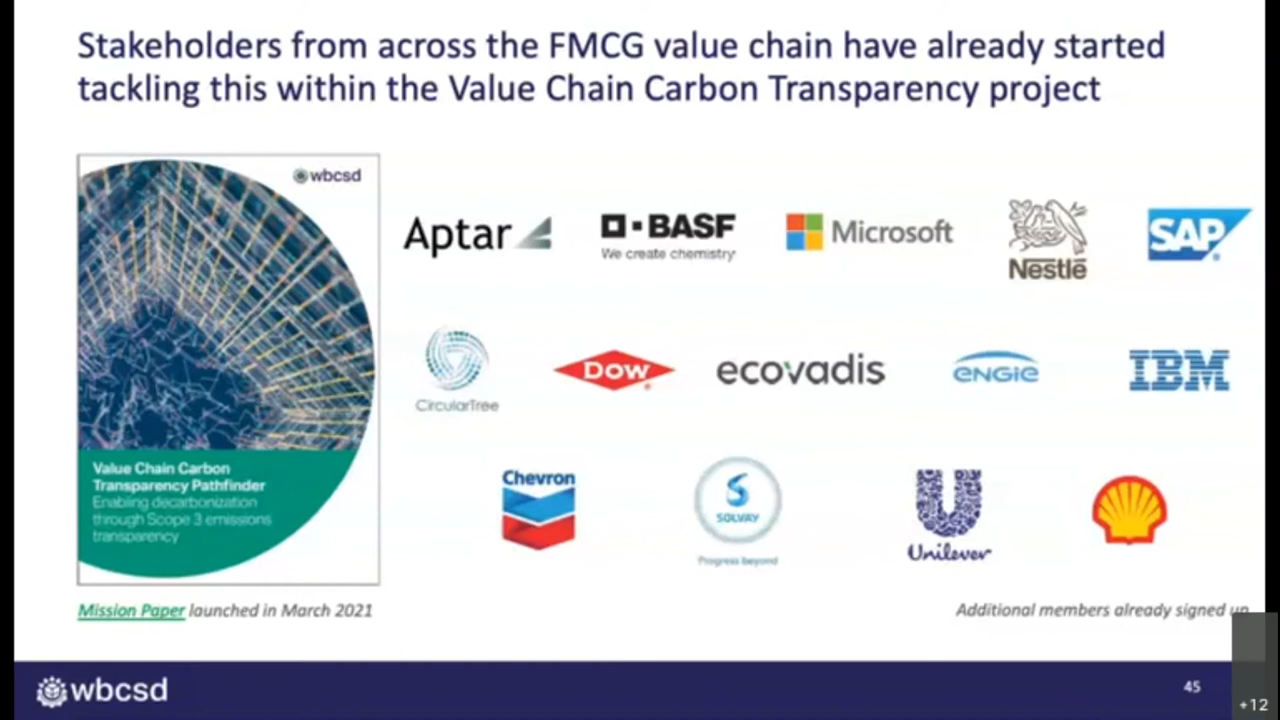 Stakeholders from across the FMCG value chain have already started
tackling this within the Value Chain Carbon Transparency project
wbcsd
Aptar
BASF
We create chemistry
Microsoft
Nestlé
SAP
CircularTree
Dow
ecovadis
ENGIE
IBM
Chevron
SOLVAY
Progress beyond
Unilever
Value Chain Carbon
Transparency Pathfinder
Enabling decarbonization
through Scope 3 emissions
transparency
Mission Paper launched in March 2021
Additional members already signed up
wbcsd
45
+12